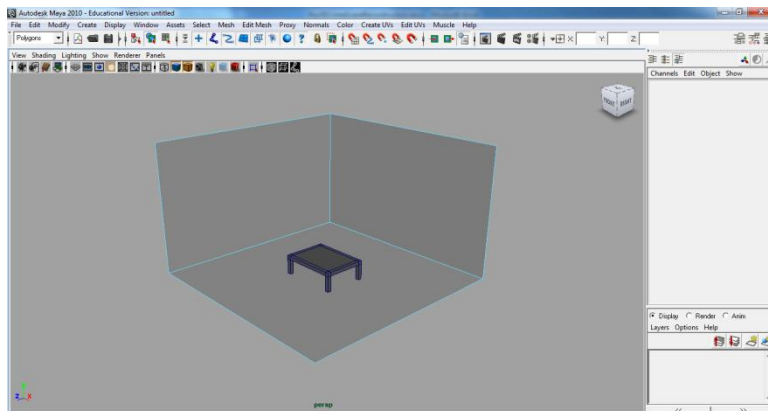 Autodesk Maya 2010 - Educational Version: untitled
File Edit Modify Create Display Window Assets Select Mesh Edit Mesh Proxy Normals Color Create UVs Edit UVs Muscle Help
Polygons X: Y: Z:
View Shading Lighting Show Renderer Panels
Channels Edit Object Show
FRONT RIGHT
Display Render Anim
Layers Options Help
persp